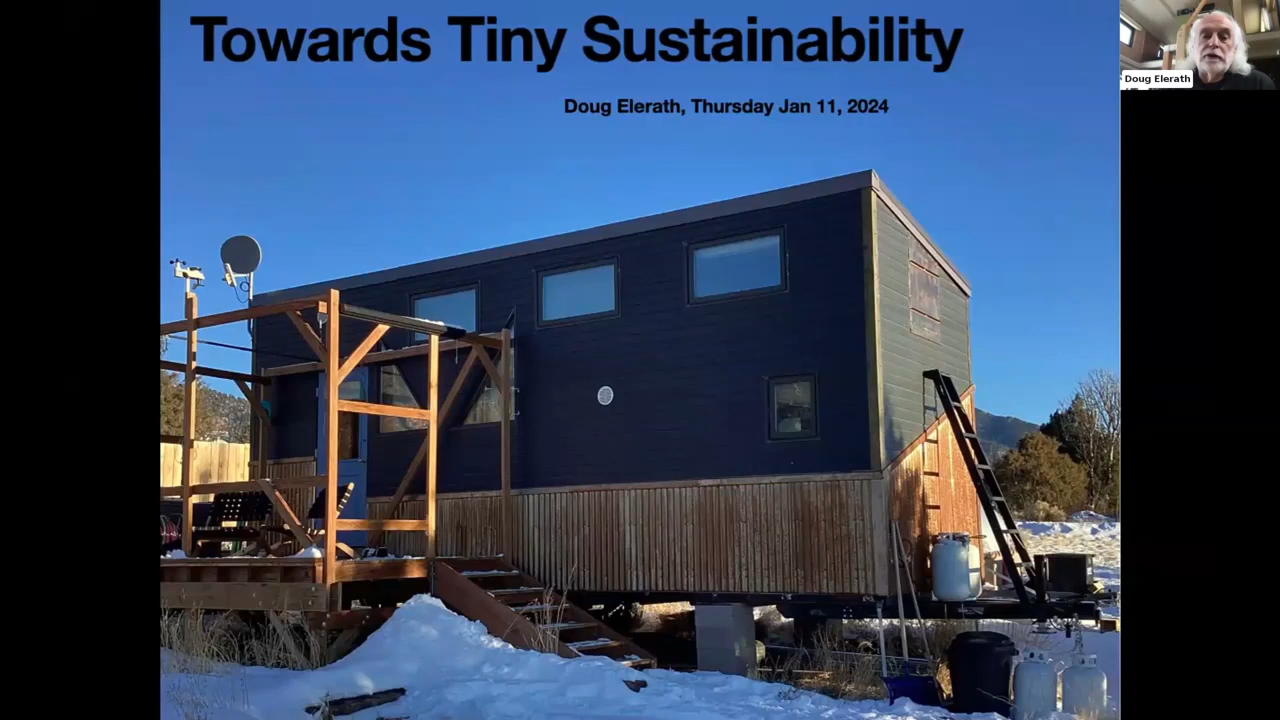 Towards Tiny Sustainability
Doug Elerath, Thursday Jan 11, 2024
Doug Elerath